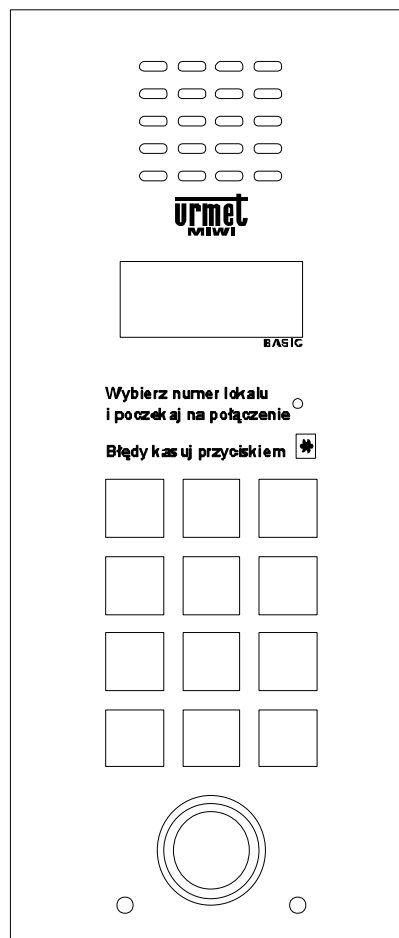 urmet
MIWI
BASIC
Wybierz numer lokalu
i poczekaj na połączenie
Błędy kasuj przyciskiem *